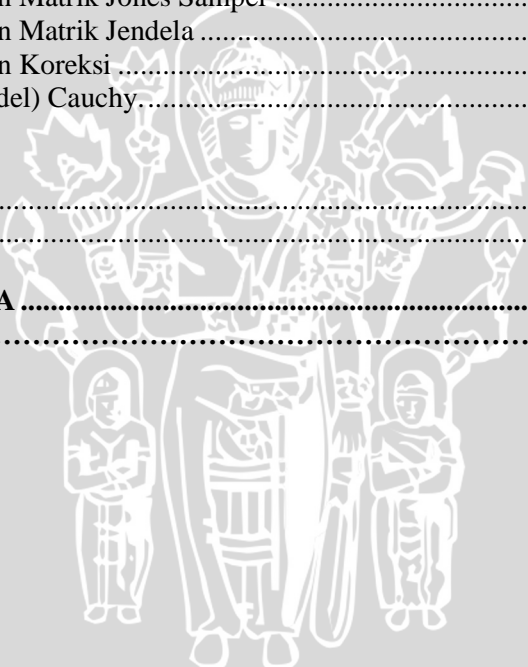 n Matrik Jones Sampel ....................................................
n Matrik Jendela ....................................................
n Koreksi ....................................................
del) Cauchy.....................................................
....................................................
....................................................
A ....................................................
....................................................